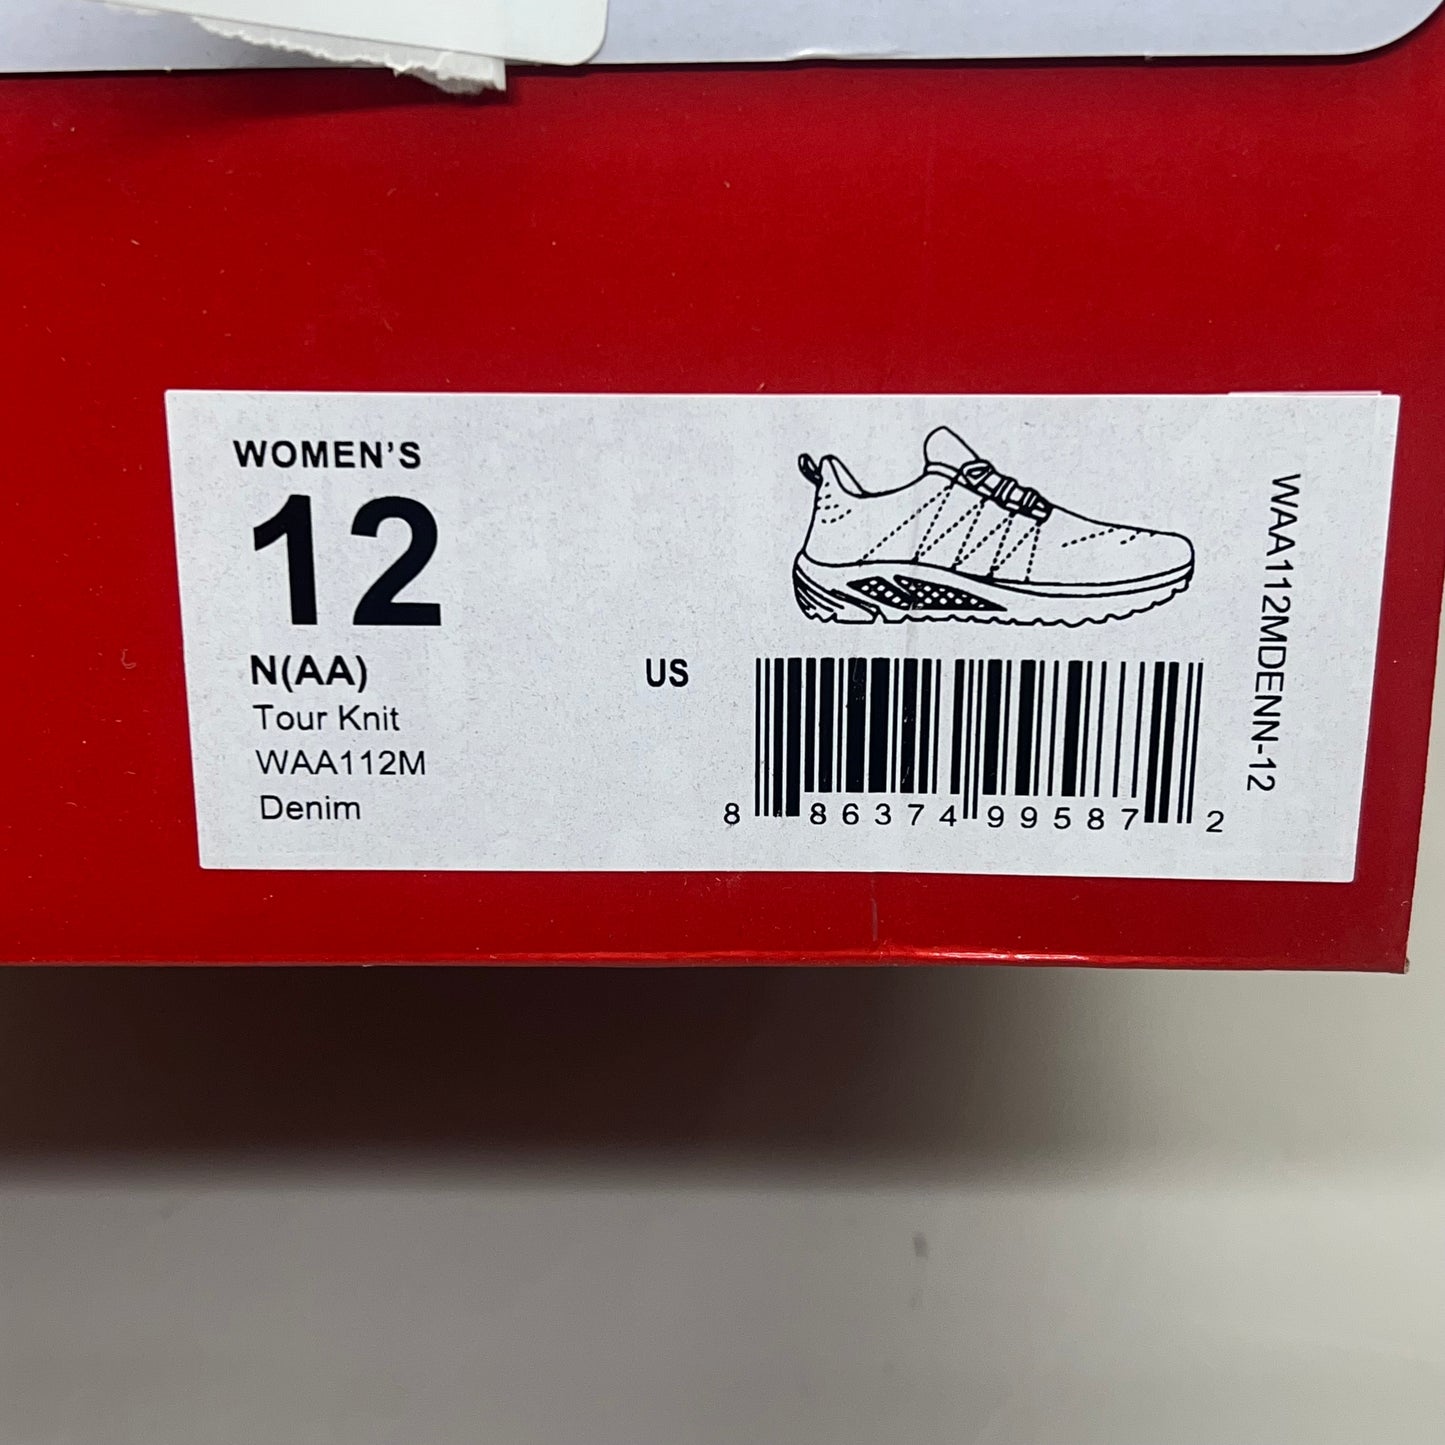 WOMEN'S
12
N(AA)
Tour Knit
WAA112M
Denim
US
8 86374 99587 2
WAA112MDENN-12